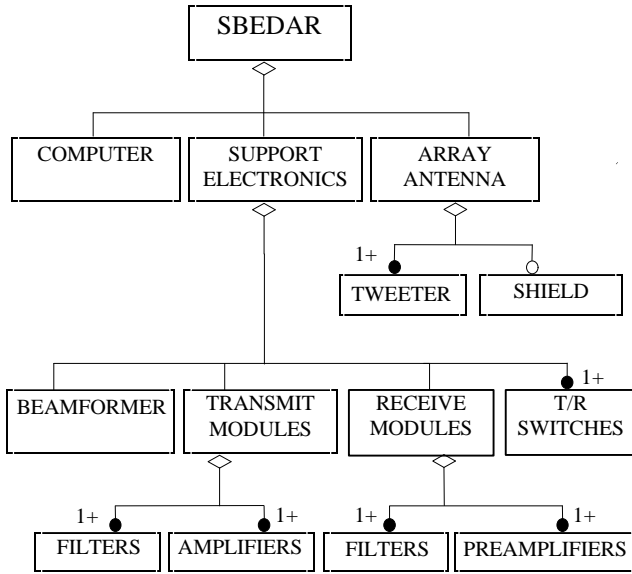 SBEDAR
COMPUTER
SUPPORT
ELECTRONICS
ARRAY
ANTENNA
1+
TWEETER
SHIELD
BEAMFORMER
TRANSMIT
MODULES
RECEIVE
MODULES
1+
T/R
SWITCHES
1+
FILTERS
1+
AMPLIFIERS
1+
FILTERS
1+
PREAMPLIFIERS